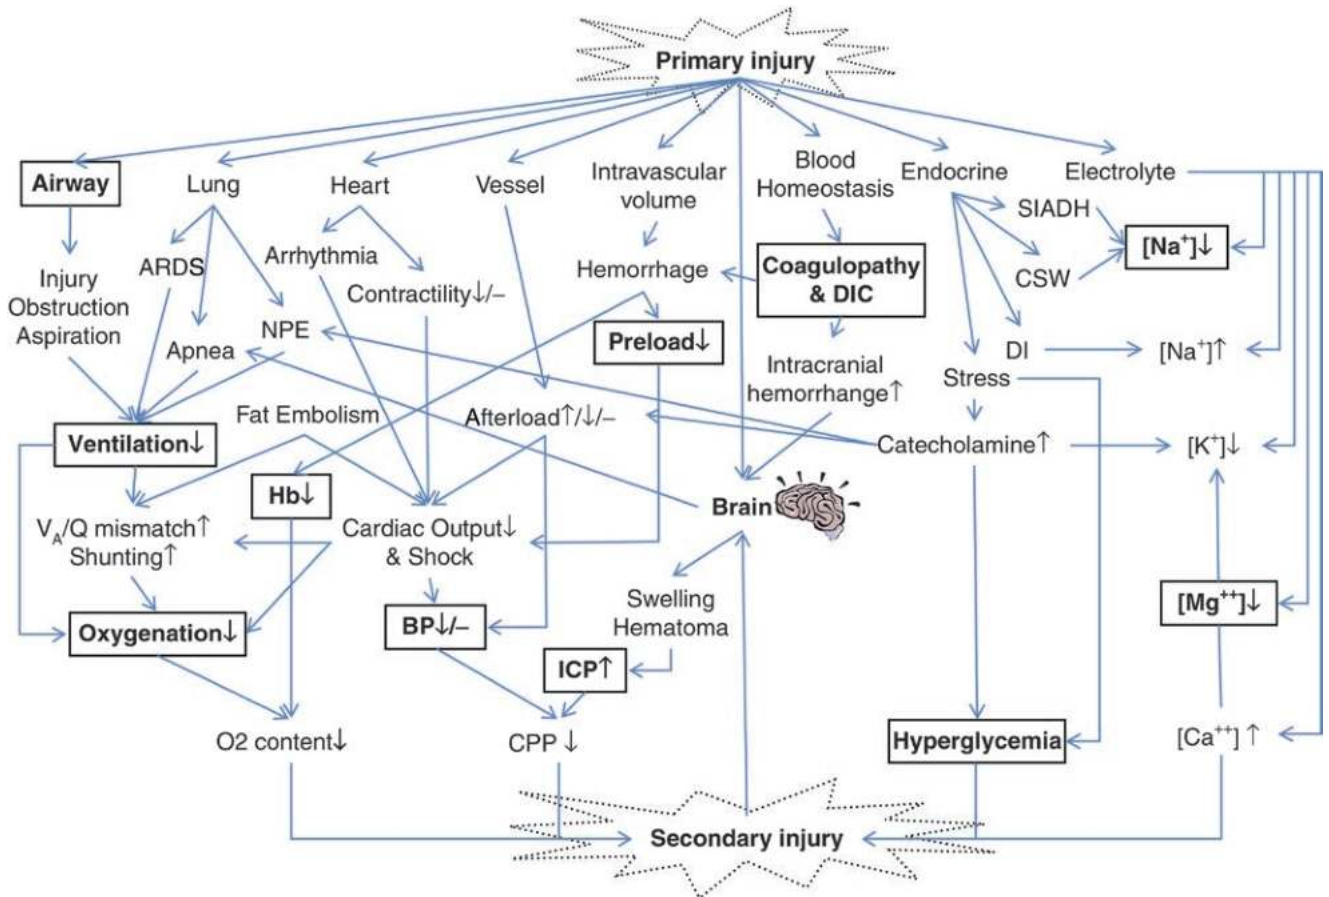 Primary injury
Airway
Lung
Heart
Vessel
Intravascular
volume
Blood
Homeostasis
Endocrine
Electrolyte
SIADH
[Na+]↓
CSW
Injury
Obstruction
Aspiration
ARDS
Arrhythmia
Contractility↓/–
Hemorrhage
Coagulopathy
& DIC
NPE
Apnea
Preload↓
Intracranial
hemorrhange↑
DI
[Na+]↑
Stress
Fat Embolism
Afterload↑/↓/–
Ventilation↓
Catecholamine↑
[K+]↓
Hb↓
Brain
VA/Q mismatch↑
Shunting↑
Cardiac Output↓
& Shock
Swelling
Hematoma
[Mg++]↓
Oxygenation↓
BP↓/–
ICP↑
O2 content↓
CPP ↓
Hyperglycemia
[Ca++] ↑
Secondary injury